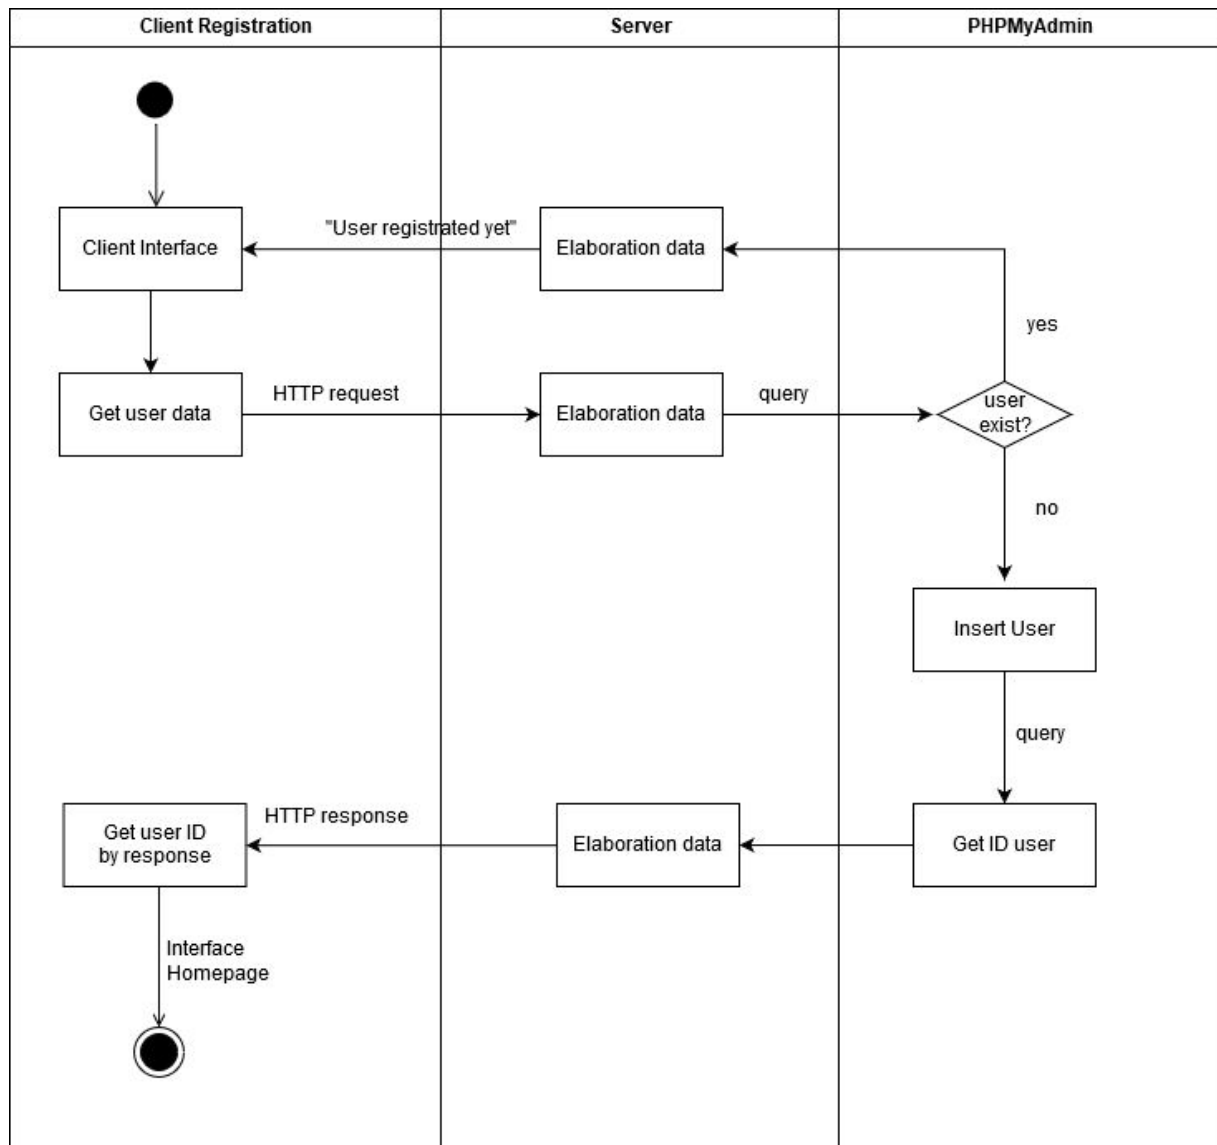 Client Registration
Server
PHPMyAdmin
"User registrated yet"
Client Interface
Elaboration data
yes
Get user data
HTTP request
Elaboration data
query
user
exist?
no
Insert User
query
Get user ID
by response
HTTP response
Elaboration data
Get ID user
Interface
Homepage